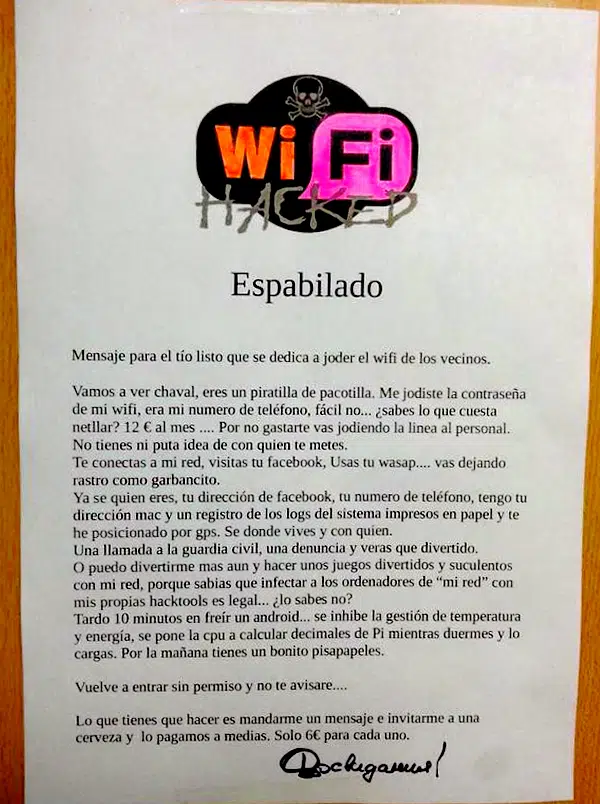 Wi Fi
HACKED
Espabilado
Mensaje para el tío listo que se dedica a joder el wifi de los vecinos.
Vamos a ver chaval, eres un piratilla de pacotilla. Me jodiste la contraseña
de mi wifi, era mi numero de teléfono, fácil no... ¿sabes lo que cuesta
netllar? 12 € al mes .... Por no gastarte vas jodiendo la linea al personal.
No tienes ni puta idea de con quien te metes.
Te conectas a mi red, visitas tu facebook, Usas tu wasap.... vas dejando
rastro como garbancito.
Ya se quien eres, tu dirección de facebook, tu numero de teléfono, tengo tu
dirección mac y un registro de los logs del sistema impresos en papel y te
he posicionado por gps. Se donde vives y con quien.
Una llamada a la guardia civil, una denuncia y veras que divertido.
O puedo divertirme mas aun y hacer unos juegos divertidos y suculentos
con mi red, porque sabias que infectar a los ordenadores de “mi red” con
mis propias hacktools es legal... ¿lo sabes no?
Tardo 10 minutos en freír un android... se inhibe la gestión de temperatura
y energía, se pone la cpu a calcular decimales de Pi mientras duermes y lo
cargas. Por la mañana tienes un bonito pisapapeles.
Vuelve a entrar sin permiso y no te avisare....
Lo que tienes que hacer es mandarme un mensaje e invitarme a una
cerveza y lo pagamos a medias. Solo 6€ para cada uno.